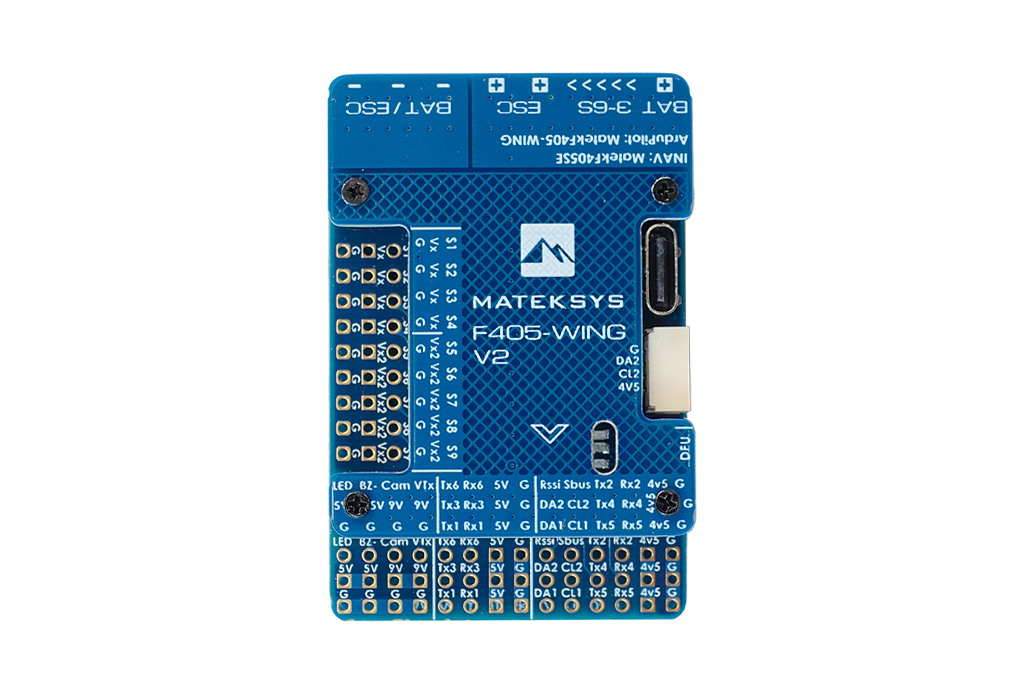 BAT/ESC
ESC
BAT 3-6S
>>>>>
ArduPilot: MatekF405-WING
INAV: MatekF405SE
MATEKSYS
F405-WING
V2
G Vx S1
G Vx S2
G Vx S3
G Vx S4
G Vx2 S5
G Vx2 S6
G Vx2 S7
G Vx2 S8
G Vx2 S9
G
DA2
CL2
4V5
DFU
LED BZ- Cam VTx Tx6 Rx6 5V G Rssi Sbus Tx2 Rx2 4v5 G
5V 5V 9V 9V Tx3 Rx3 5V G DA2 CL2 Tx4 Rx4 4v5 G
G G G G Tx1 Rx1 5V G DA1 CL1 Tx5 Rx5 4v5 G
LED BZ- Cam VTx Tx6 Rx6 5V G Rssi Sbus Tx2 Rx2 4v5 G
5V 5V 9V 9V Tx3 Rx3 5V G DA2 CL2 Tx4 Rx4 4v5 G
G G G G Tx1 Rx1 5V G DA1 CL1 Tx5 Rx5 4v5 G